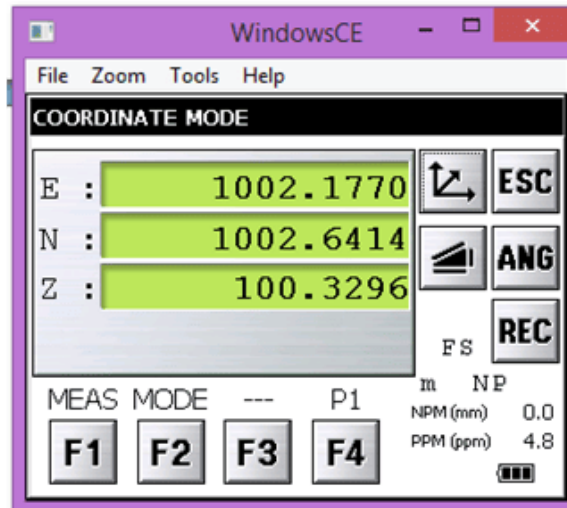 WindowsCE
File Zoom Tools Help
COORDINATE MODE
E : 1002.1770
N : 1002.6414
Z : 100.3296
ESC
ANG
REC
FS
m NP
NPM (mm) 0.0
PPM (ppm) 4.8
MEAS MODE --- P1
F1 F2 F3 F4